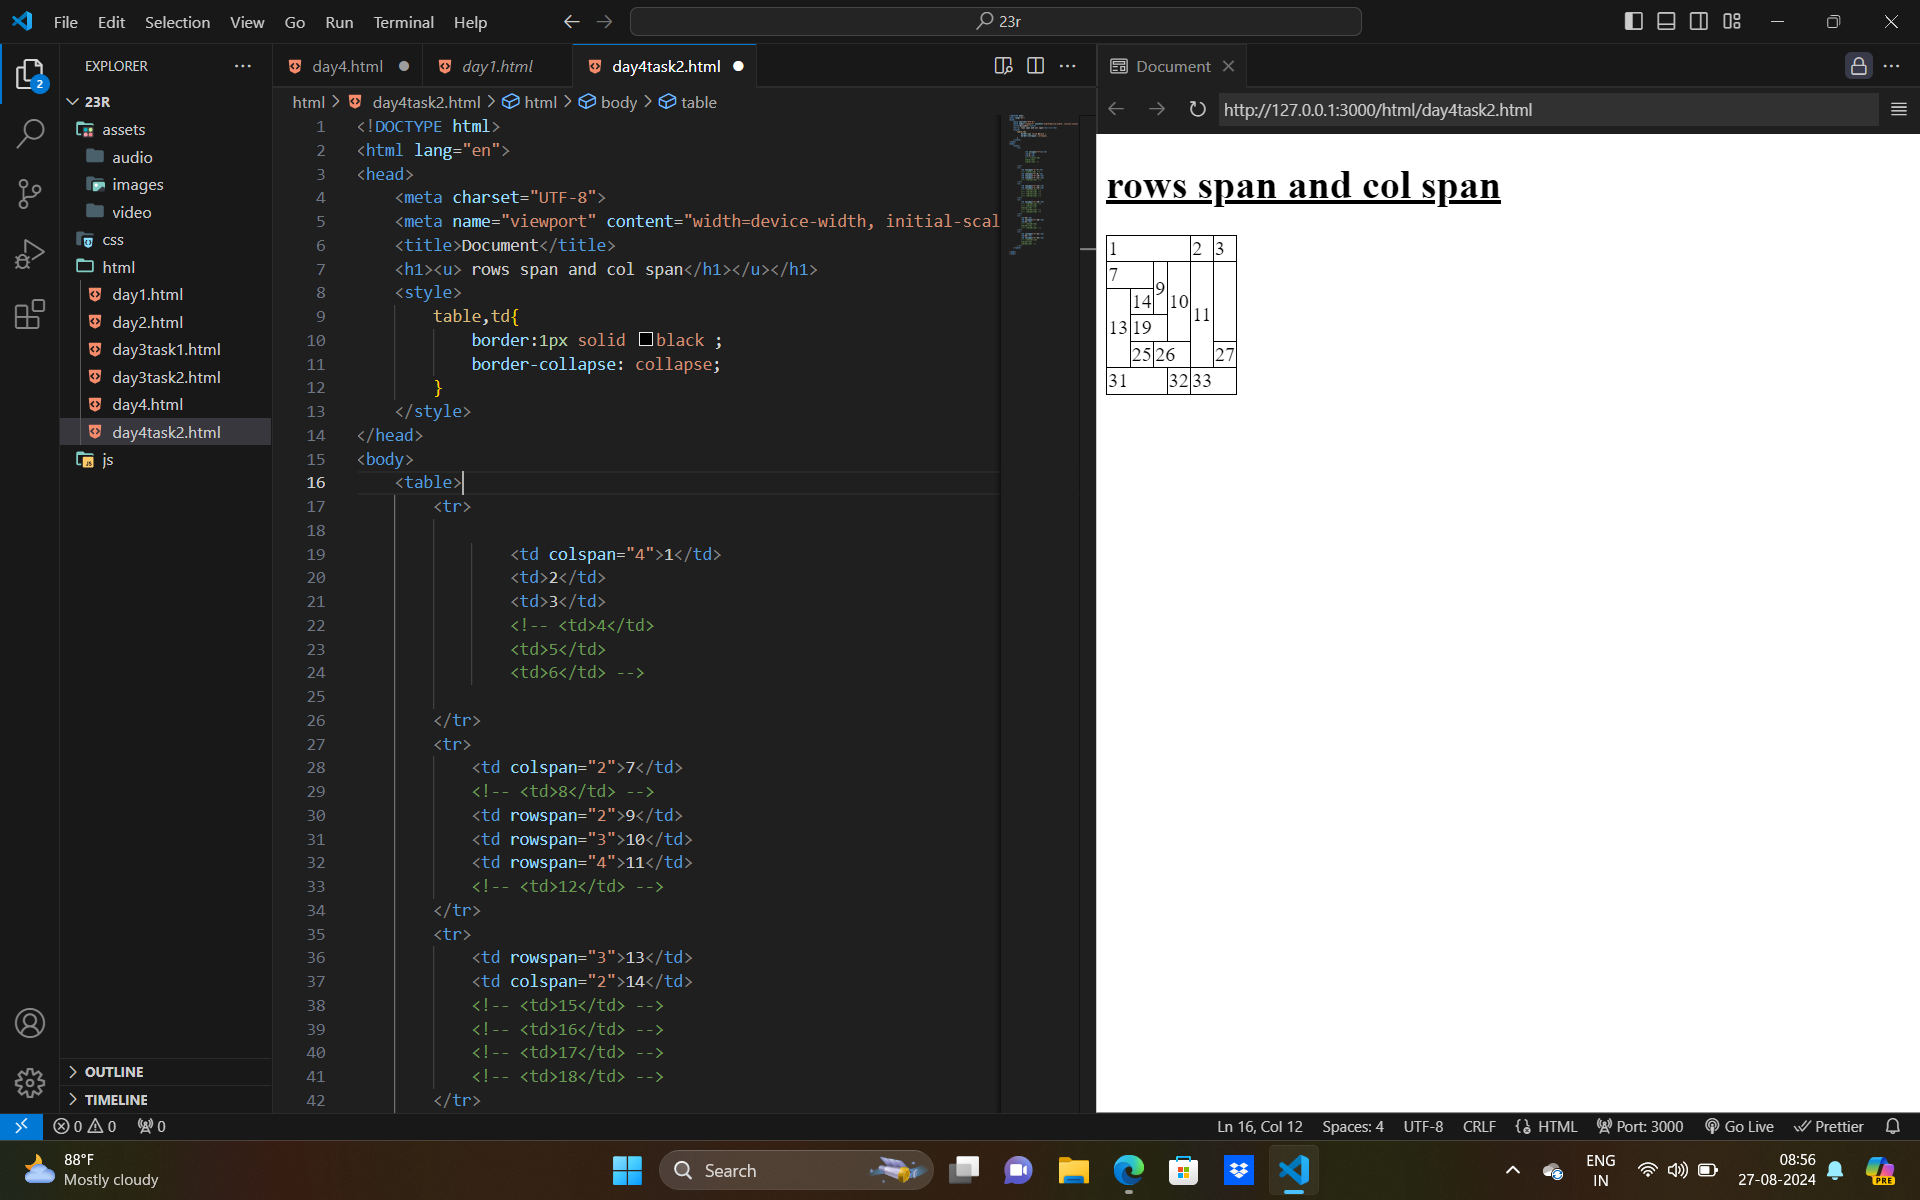 File Edit Selection View Go Run Terminal Help
23r
EXPLORER
day4.html
day1.html
day4task2.html
Document
2
23R
assets
audio
images
video
css
html
day1.html
day2.html
day3task1.html
day3task2.html
day4.html
day4task2.html
js
OUTLINE
TIMELINE
html > day4task2.html > html > body > table
http://127.0.0.1:3000/html/day4task2.html
1 <!DOCTYPE html>
2 <html lang="en">
3 <head>
4 <meta charset="UTF-8">
5 <meta name="viewport" content="width=device-width, initial-scal
6 <title>Document</title>
7 <h1><u> rows span and col span</h1></u></h1>
8 <style>
9 table,td{
10 border:1px solid black ;
11 border-collapse: collapse;
12 }
13 </style>
14 </head>
15 <body>
16 <table>
17 <tr>
18
19 <td colspan="4">1</td>
20 <td>2</td>
21 <td>3</td>
22 <!-- <td>4</td>
23 <td>5</td>
24 <td>6</td> -->
25
26 </tr>
27 <tr>
28 <td colspan="2">7</td>
29 <!-- <td>8</td> -->
30 <td rowspan="2">9</td>
31 <td rowspan="3">10</td>
32 <td rowspan="4">11</td>
33 <!-- <td>12</td> -->
34 </tr>
35 <tr>
36 <td rowspan="3">13</td>
37 <td colspan="2">14</td>
38 <!-- <td>15</td> -->
39 <!-- <td>16</td> -->
40 <!-- <td>17</td> -->
41 <!-- <td>18</td> -->
42 </tr>
rows span and col span
1 2 3
7 9 10 11
13 14
19
25 26 27
31 32 33
0 0 0
Ln 16, Col 12 Spaces: 4 UTF-8 CRLF HTML Port: 3000 Go Live Prettier
88°F
Mostly cloudy
Search
PRE
ENG
IN
08:56
27-08-2024